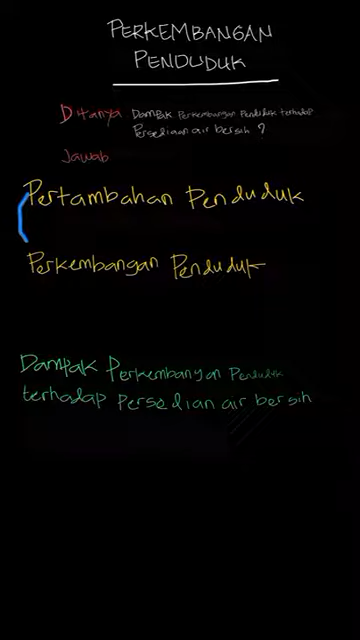 PERKEMBANGAN
PENDUDUK
Ditanya Dampak Perkembangan Penduduk terhadap
Persediaan air bersih ?
Jawab
Pertambahan Penduduk
Perkembangan Penduduk
Dampak Perkembangan Penduduk
terhadap Persedian air bersih